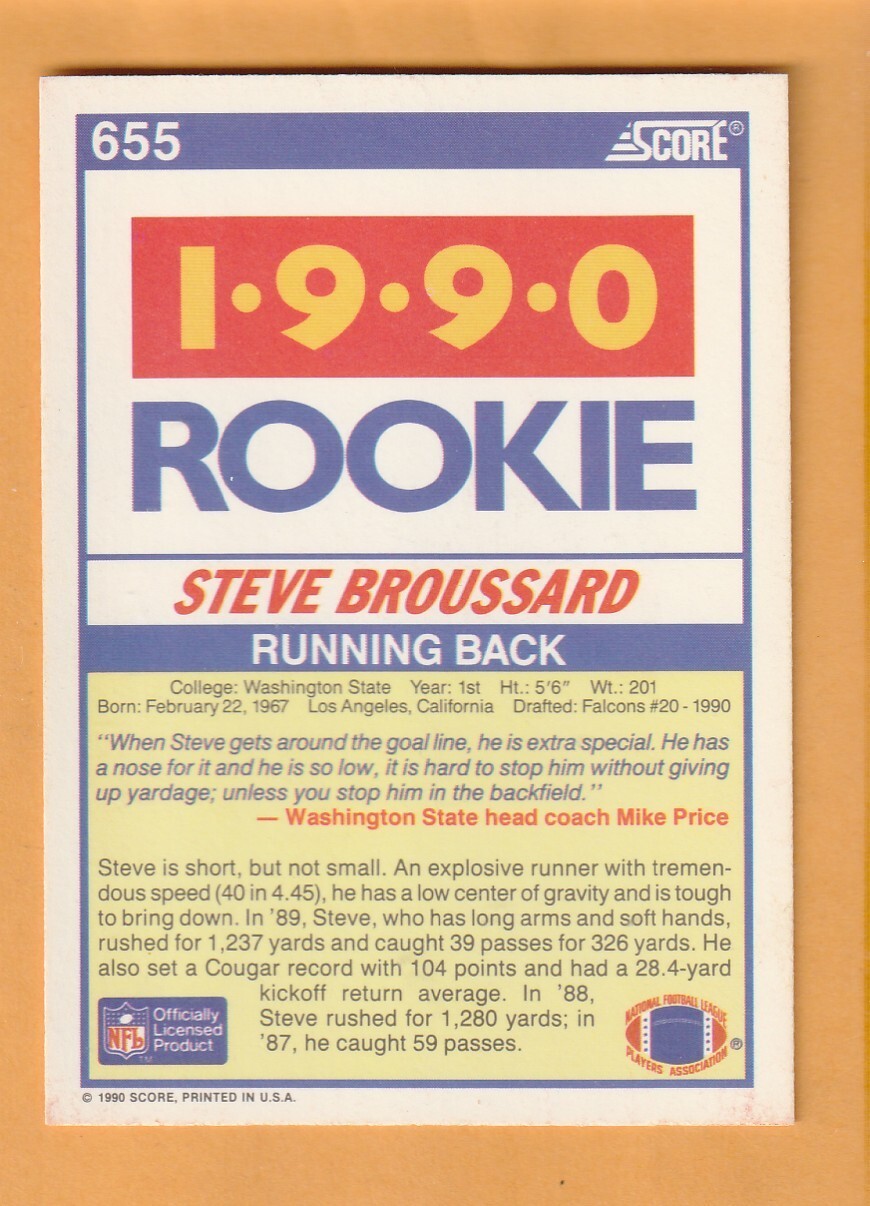 655
SCORE®
1·9·9·0
ROOKIE
STEVE BROUSSARD
RUNNING BACK
College: Washington State Year: 1st Ht.: 5'6" Wt.: 201
Born: February 22, 1967 Los Angeles, California Drafted: Falcons #20 - 1990
"When Steve gets around the goal line, he is extra special. He has
a nose for it and he is so low, it is hard to stop him without giving
up yardage; unless you stop him in the backfield."
— Washington State head coach Mike Price
Steve is short, but not small. An explosive runner with tremen-
dous speed (40 in 4.45), he has a low center of gravity and is tough
to bring down. In '89, Steve, who has long arms and soft hands,
rushed for 1,237 yards and caught 39 passes for 326 yards. He
also set a Cougar record with 104 points and had a 28.4-yard
kickoff return average. In '88,
Steve rushed for 1,280 yards; in
'87, he caught 59 passes.
NFL
TM
Officially
Licensed
Product
NATIONAL FOOTBALL LEAGUE
PLAYERS ASSOCIATION
®
© 1990 SCORE, PRINTED IN U.S.A.